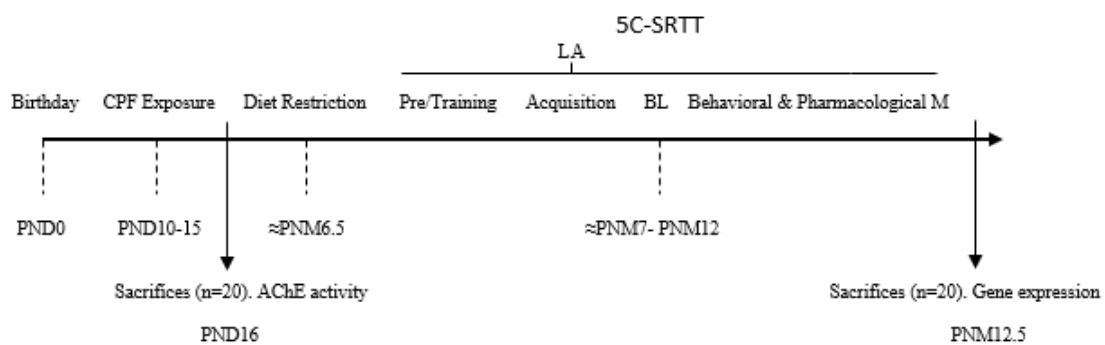 5C-SRTT
LA
Birthday CPF Exposure Diet Restriction Pre/Training Acquisition BL Behavioral & Pharmacological M
PND0 PND10-15 ≈PNM6.5 ≈PNM7- PNM12
Sacrifices (n=20). AChE activity Sacrifices (n=20). Gene expression
PND16 PNM12.5